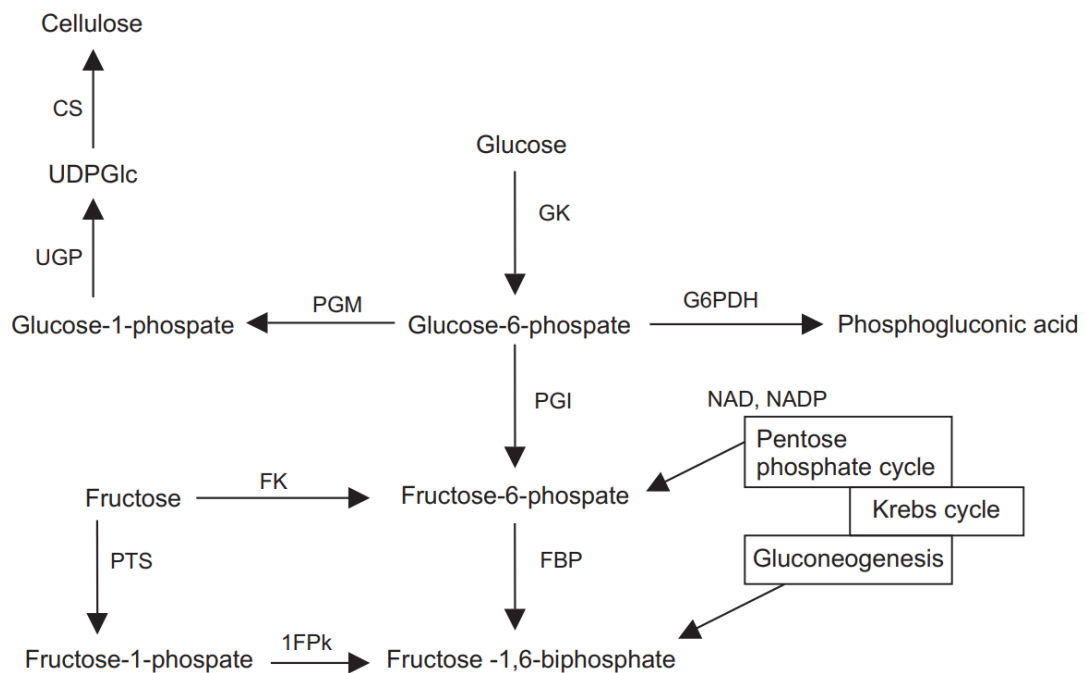 Cellulose
CS
UDPGlc
UGP
Glucose
GK
Glucose-1-phospate
PGM
Glucose-6-phospate
G6PDH
Phosphogluconic acid
PGI
NAD, NADP
Pentose
phosphate cycle
Krebs cycle
Gluconeogenesis
Fructose
FK
Fructose-6-phospate
PTS
FBP
Fructose-1-phospate
1FPk
Fructose -1,6-biphosphate